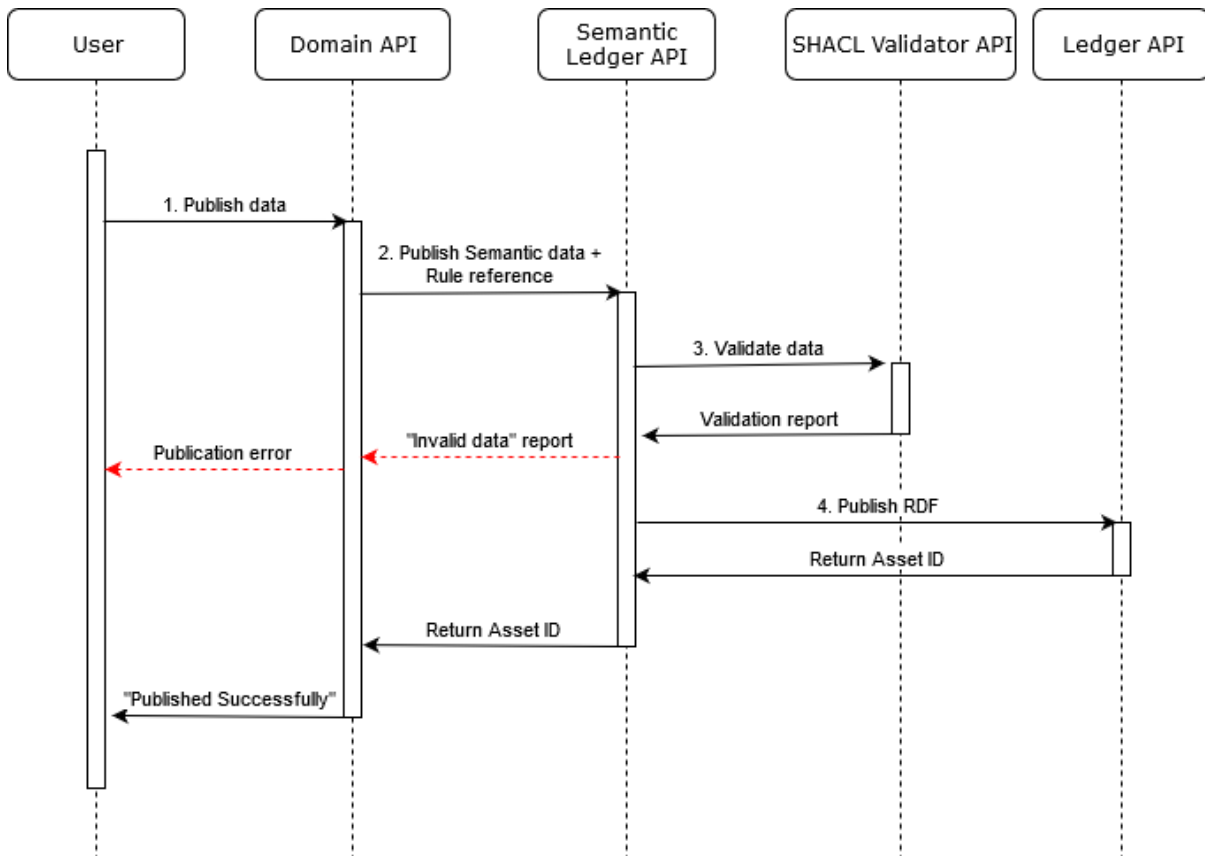 User
Domain API
Semantic
Ledger API
SHACL Validator API
Ledger API
1. Publish data
2. Publish Semantic data +
Rule reference
3. Validate data
Validation report
"Invalid data" report
Publication error
4. Publish RDF
Return Asset ID
Return Asset ID
"Published Successfully"